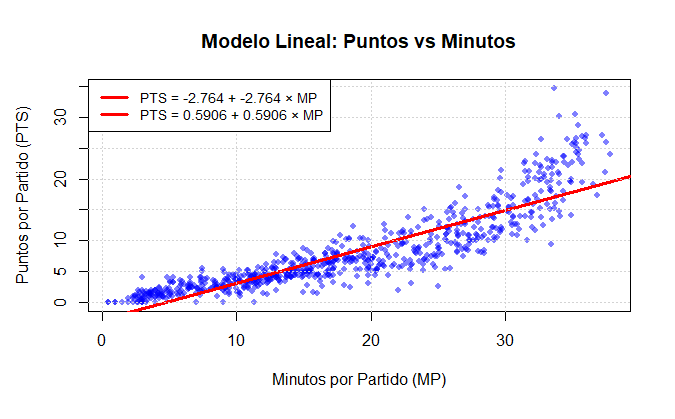 Modelo Lineal: Puntos vs Minutos
PTS = -2.764 + -2.764 × MP
PTS = 0.5906 + 0.5906 × MP
Puntos por Partido (PTS)
30
20
10
5
0
0
10
20
30
Minutos por Partido (MP)